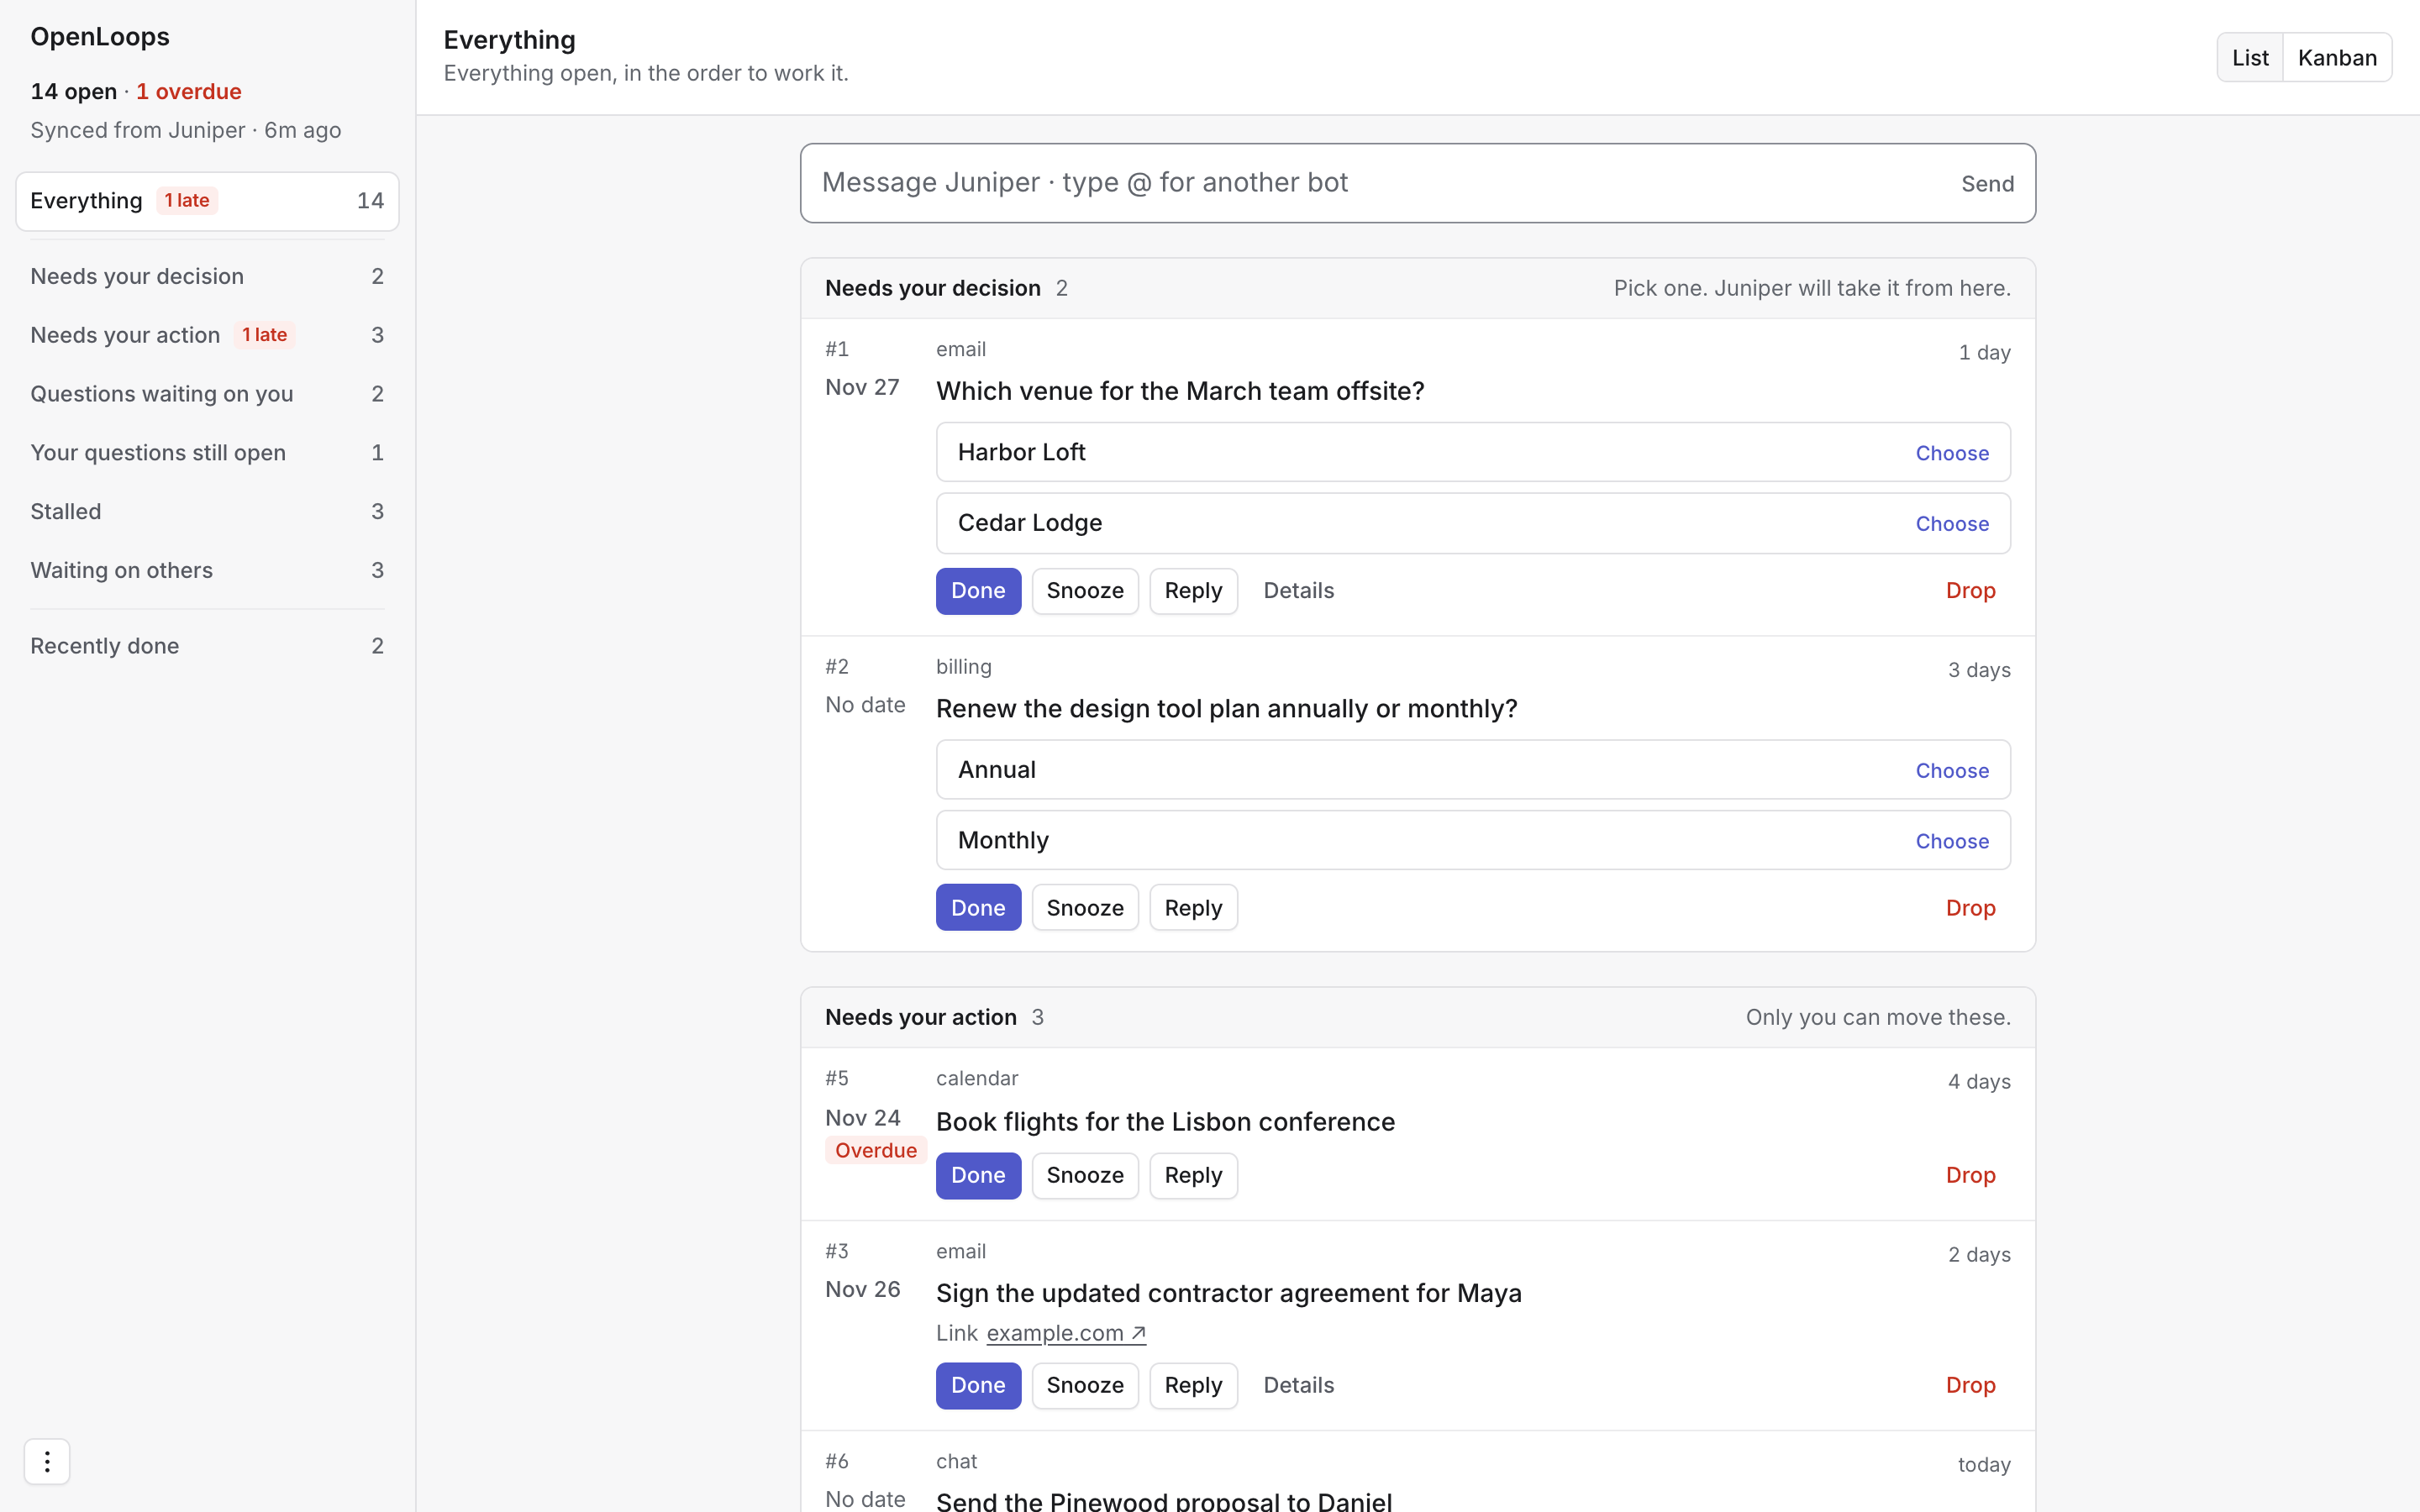 OpenLoops
14 open · 1 overdue
Synced from Juniper · 6m ago
Everything 1 late 14
Needs your decision 2
Needs your action 1 late 3
Questions waiting on you 2
Your questions still open 1
Stalled 3
Waiting on others 3
Recently done 2
Everything
Everything open, in the order to work it.
List Kanban
Message Juniper · type @ for another bot Send
Needs your decision 2 Pick one. Juniper will take it from here.
#1 email 1 day
Nov 27 Which venue for the March team offsite?
Harbor Loft Choose
Cedar Lodge Choose
Done Snooze Reply Details Drop
#2 billing 3 days
No date Renew the design tool plan annually or monthly?
Annual Choose
Monthly Choose
Done Snooze Reply Drop
Needs your action 3 Only you can move these.
#5 calendar 4 days
Nov 24 Book flights for the Lisbon conference
Overdue
Done Snooze Reply Drop
#3 email 2 days
Nov 26 Sign the updated contractor agreement for Maya
Link example.com ↗
Done Snooze Reply Details Drop
#6 chat today
No date Send the Pinewood proposal to Daniel